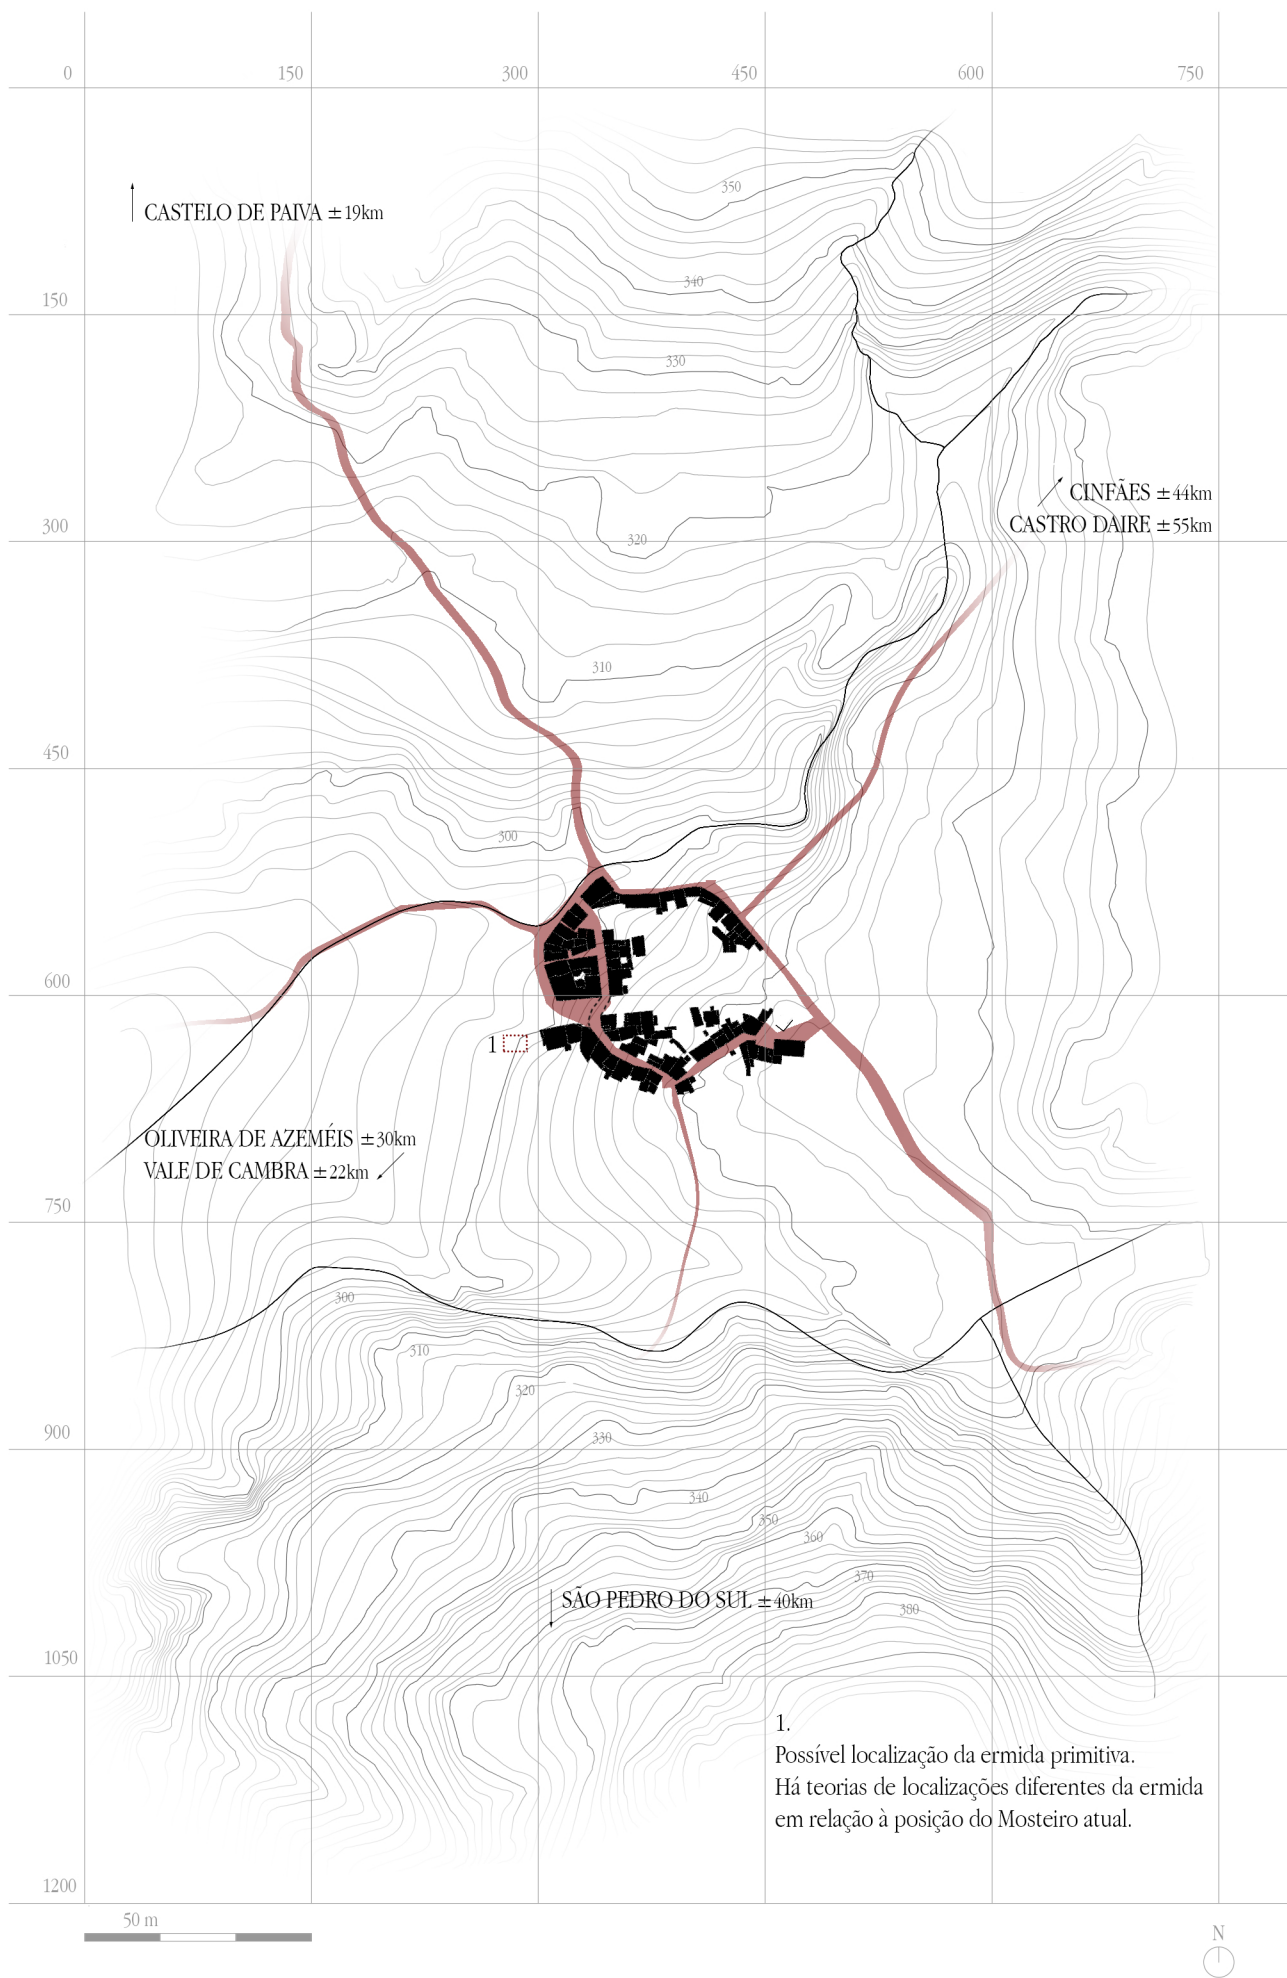 0 150 300 450 600 750
350
CASTELO DE PAIVA ±19km
340
150
330
CINFÃES ±44km
CASTRO DAIRE ±55km
300
320
310
450
300
600
1
OLIVEIRA DE AZEMÉIS ±30km
VALE DE CAMBRA ±22km
750
300
310
320
900
330
340
350
360
370
SÃO PEDRO DO SUL ±40km
380
1050
1.
Possível localização da ermida primitiva.
Há teorias de localizações diferentes da ermida
em relação à posição do Mosteiro atual.
1200
50 m
N